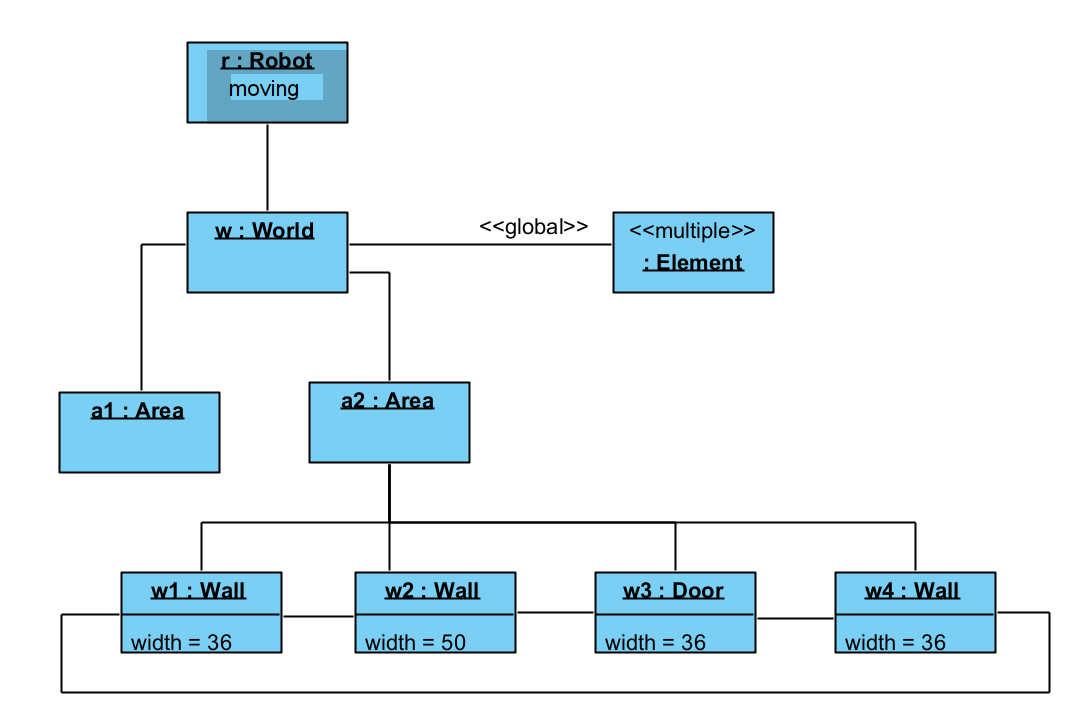 r : Robot
moving
w : World
<<global>>
<<multiple>>
: Element
a1 : Area
a2 : Area
w1 : Wall
width = 36
w2 : Wall
width = 50
w3 : Door
width = 36
w4 : Wall
width = 36